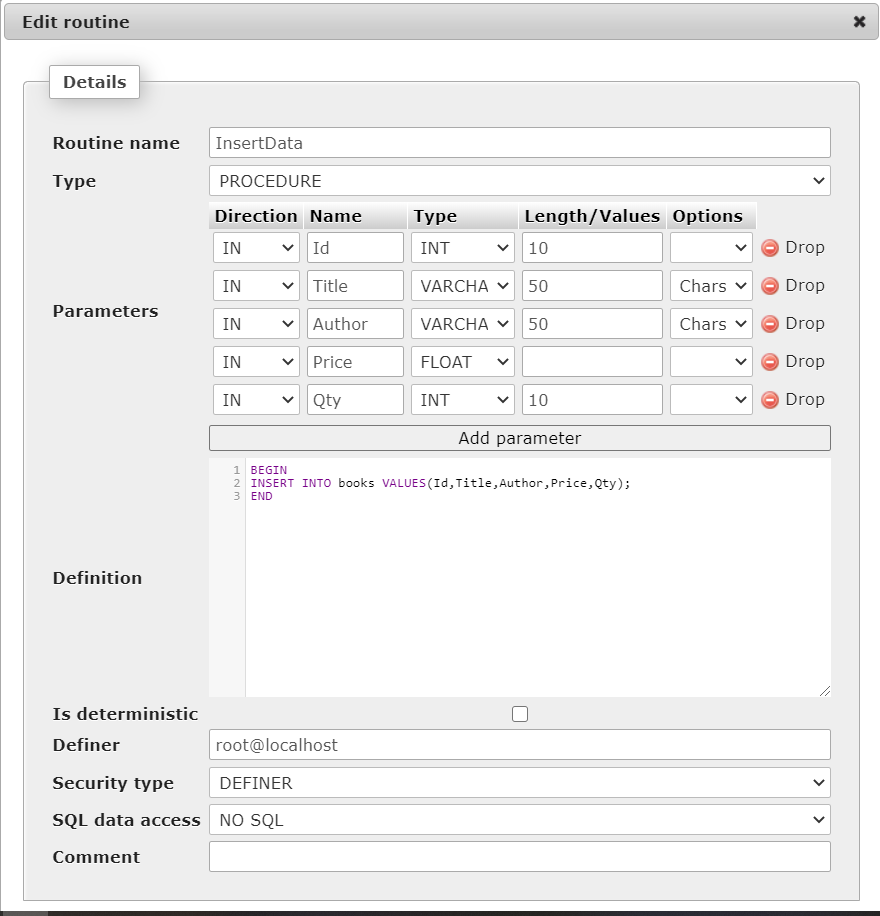 Edit routine ✖
Details
Routine name InsertData
Type PROCEDURE
Direction Name Type Length/Values Options
IN Id INT 10 Drop
IN Title VARCHA 50 Chars Drop
Parameters
IN Author VARCHA 50 Chars Drop
IN Price FLOAT Drop
IN Qty INT 10 Drop
Add parameter
1 BEGIN
2 INSERT INTO books VALUES(Id,Title,Author,Price,Qty);
3 END
Definition
Is deterministic
Definer root@localhost
Security type DEFINER
SQL data access NO SQL
Comment